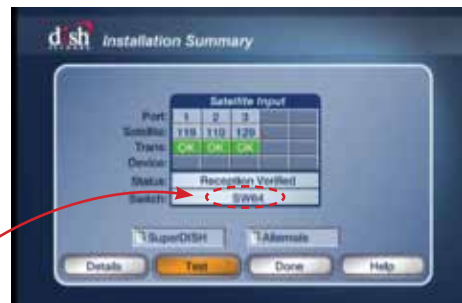 dish NETWORK Installation Summary
Satellite Input
Port: 1 2 3
Satellite: 119 110 129
Trans: OK OK OK
Device:
Status: Reception Verified
Switch: SW64
SuperDISH Alternate
Details Test Done Help